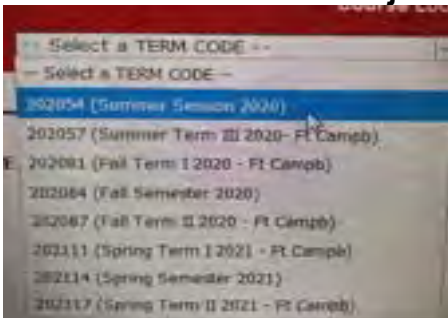 -- Select a TERM CODE --
-- Select a TERM CODE --
202054 (Summer Session 2020)
202057 (Summer Term III 2020- Ft Campb)
202081 (Fall Term I 2020 - Ft Campb)
202084 (Fall Semester 2020)
202087 (Fall Term II 2020 - Ft Campb)
202111 (Spring Term I 2021 - Ft Campb)
202114 (Spring Semester 2021)
202117 (Spring Term II 2021 - Ft Campb)